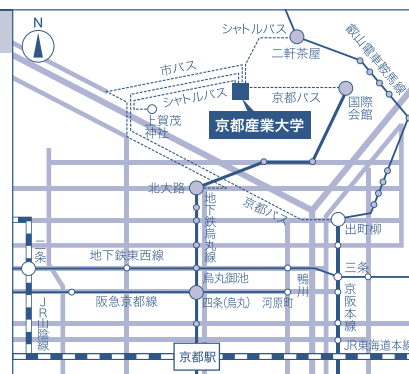 N
シャトルバス
二軒茶屋
叡山電車鞍馬線
市バス
シャトルバス
京都バス
国際
会館
上賀茂
神社
京都産業大学
北大路
地下鉄烏丸線
京都バス
出町柳
二条
地下鉄東西線
烏丸御池
鴨川
三条
JR山陰線
阪急京都線
四条(烏丸)
河原町
京阪本線
京都駅
JR東海道本線